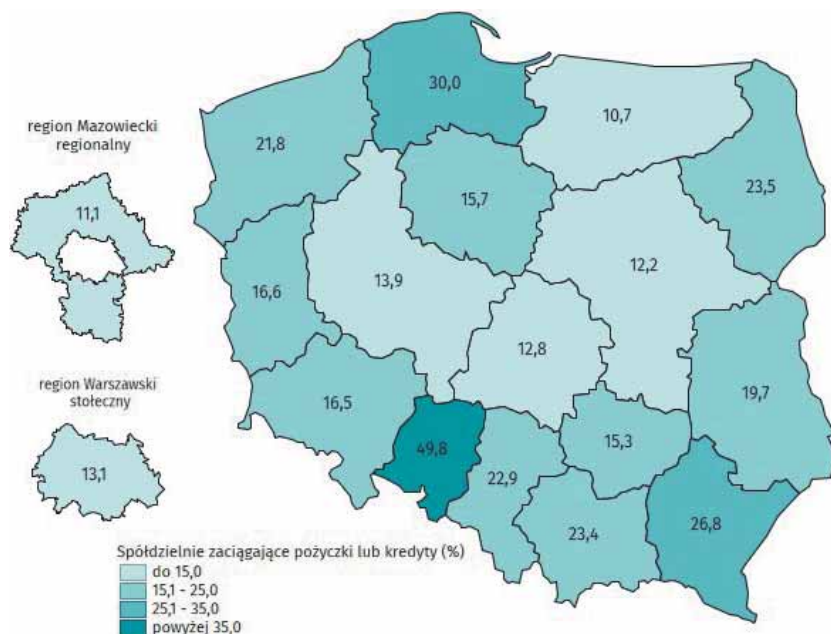 30,0
10,7
21,8
region Mazowiecki
regionalny
11,1
15,7
23,5
12,2
13,9
16,6
12,8
region Warszawski
stołeczny
13,1
16,5
19,7
15,3
49,8
22,9
23,4
26,8
Spółdzielnie zaciągające pożyczki lub kredyty (%)
do 15,0
15,1 - 25,0
25,1 - 35,0
powyżej 35,0